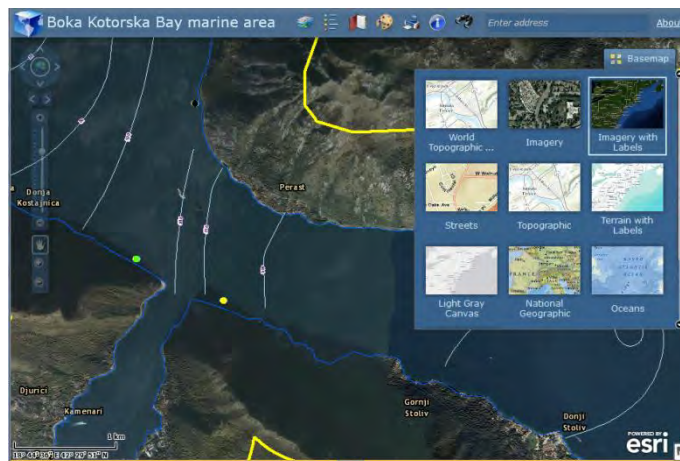 Boka Kotorska Bay marine area
Enter address
About
Basemap
World
Topographic ...
Imagery
Imagery with
Labels
Streets
Topographic
Terrain with
Labels
Light Gray
Canvas
National
Geographic
Oceans
Donja
Kostajnica
Perast
Djurici
Kamenari
Gornji
Stoliv
Donji
Stoliv
1 km
POWERED BY
esri